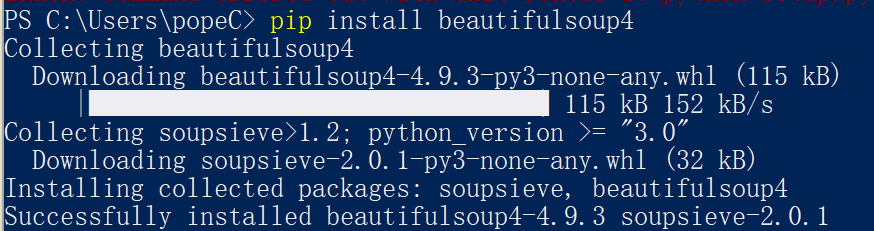 PS C:\Users\popeC> pip install beautifulsoup4
Collecting beautifulsoup4
  Downloading beautifulsoup4-4.9.3-py3-none-any.whl (115 kB)
     |████████████████████████████████| 115 kB 152 kB/s
Collecting soupsieve>1.2; python_version >= "3.0"
  Downloading soupsieve-2.0.1-py3-none-any.whl (32 kB)
Installing collected packages: soupsieve, beautifulsoup4
Successfully installed beautifulsoup4-4.9.3 soupsieve-2.0.1